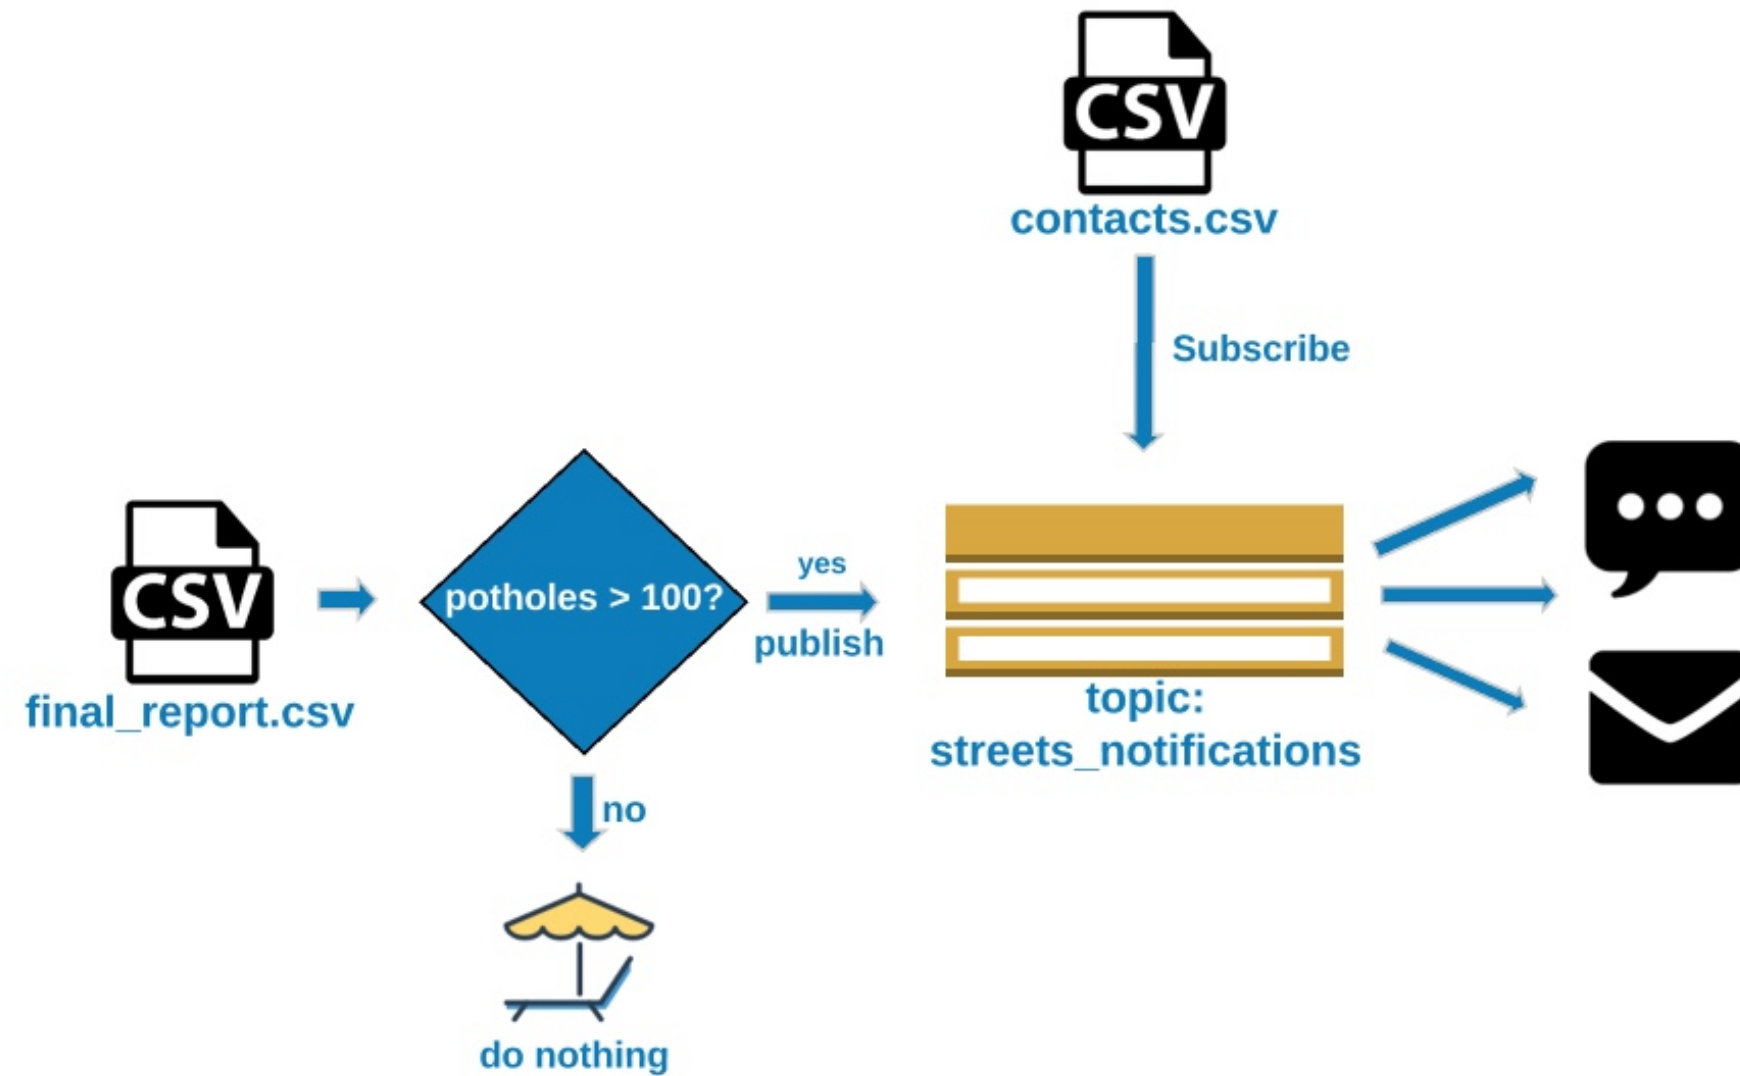 CSV
contacts.csv
Subscribe
CSV
final_report.csv
potholes > 100?
yes
publish
topic:
streets_notifications
no
do nothing